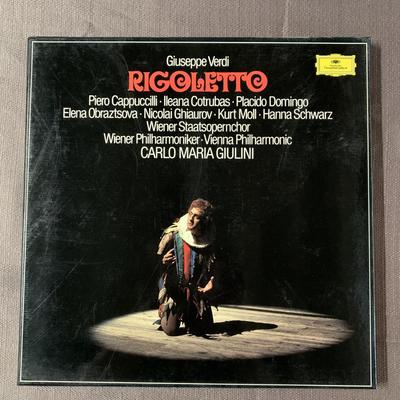 Giuseppe Verdi
RIGOLETTO
Piero Cappuccilli · Ileana Cotrubas · Placido Domingo
Elena Obraztsova · Nicolai Ghiaurov · Kurt Moll · Hanna Schwarz
Wiener Staatsopernchor
Wiener Philharmoniker · Vienna Philharmonic
CARLO MARIA GIULINI